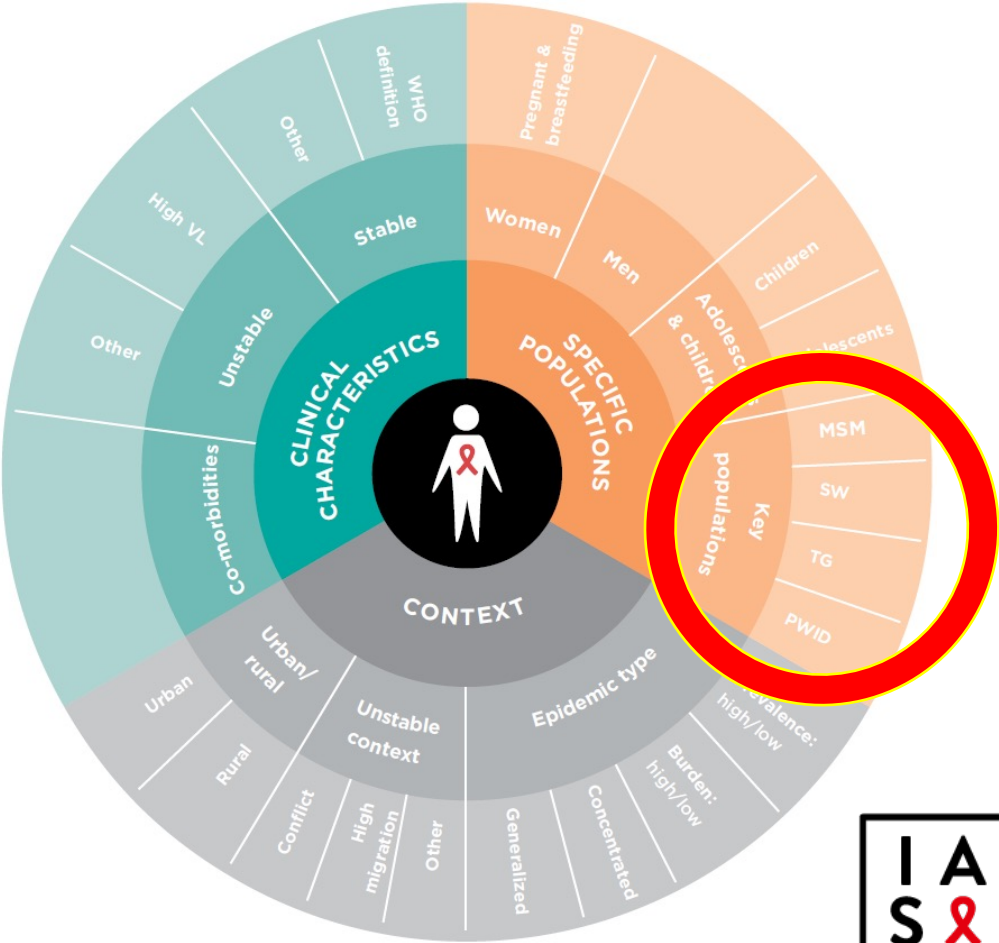 WHO
definition
Other
Stable
High VL
Unstable
Other
Co-morbidities
CLINICAL
CHARACTERISTICS
Pregnant &
breastfeeding
Women
Men
Children
SPECIFIC
POPULATIONS
& 
MSM
SW
Key
populations
TG
PWID
CONTEXT
Urban/
rural
Urban
Rural
Unstable
context
Conflict
High
migration
Other
Epidemic type
Generalized
Concentrated
Burden:
high/low
high/low
I A
S